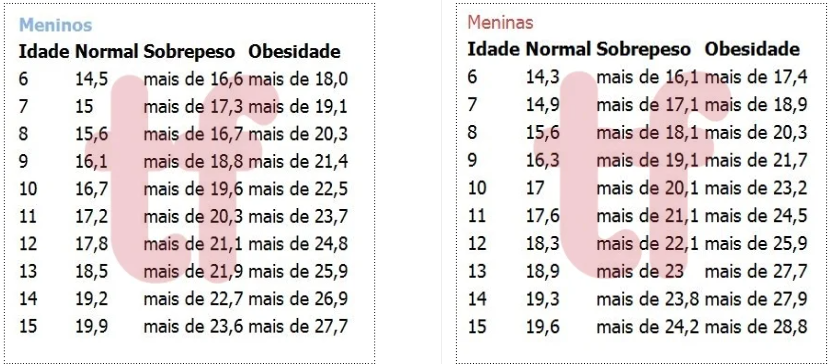 Meninos
Idade Normal Sobrepeso Obesidade
6 14,5 mais de 16,6 mais de 18,0
7 15 mais de 17,3 mais de 19,1
8 15,6 mais de 16,7 mais de 20,3
9 16,1 mais de 18,8 mais de 21,4
10 16,7 mais de 19,6 mais de 22,5
11 17,2 mais de 20,3 mais de 23,7
12 17,8 mais de 21,1 mais de 24,8
13 18,5 mais de 21,9 mais de 25,9
14 19,2 mais de 22,7 mais de 26,9
15 19,9 mais de 23,6 mais de 27,7
tf
Meninas
Idade Normal Sobrepeso Obesidade
6 14,3 mais de 16,1 mais de 17,4
7 14,9 mais de 17,1 mais de 18,9
8 15,6 mais de 18,1 mais de 20,3
9 16,3 mais de 19,1 mais de 21,7
10 17 mais de 20,1 mais de 23,2
11 17,6 mais de 21,1 mais de 24,5
12 18,3 mais de 22,1 mais de 25,9
13 18,9 mais de 23 mais de 27,7
14 19,3 mais de 23,8 mais de 27,9
15 19,6 mais de 24,2 mais de 28,8
tf